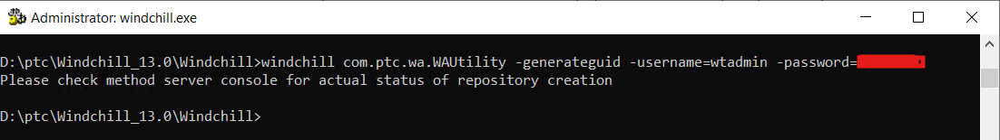 Administrator: windchill.exe
D:\ptc\Windchill_13.0\Windchill>windchill com.ptc.wa.WAUtility -generateguid -username=wtadmin -password=
Please check method server console for actual status of repository creation
D:\ptc\Windchill_13.0\Windchill>